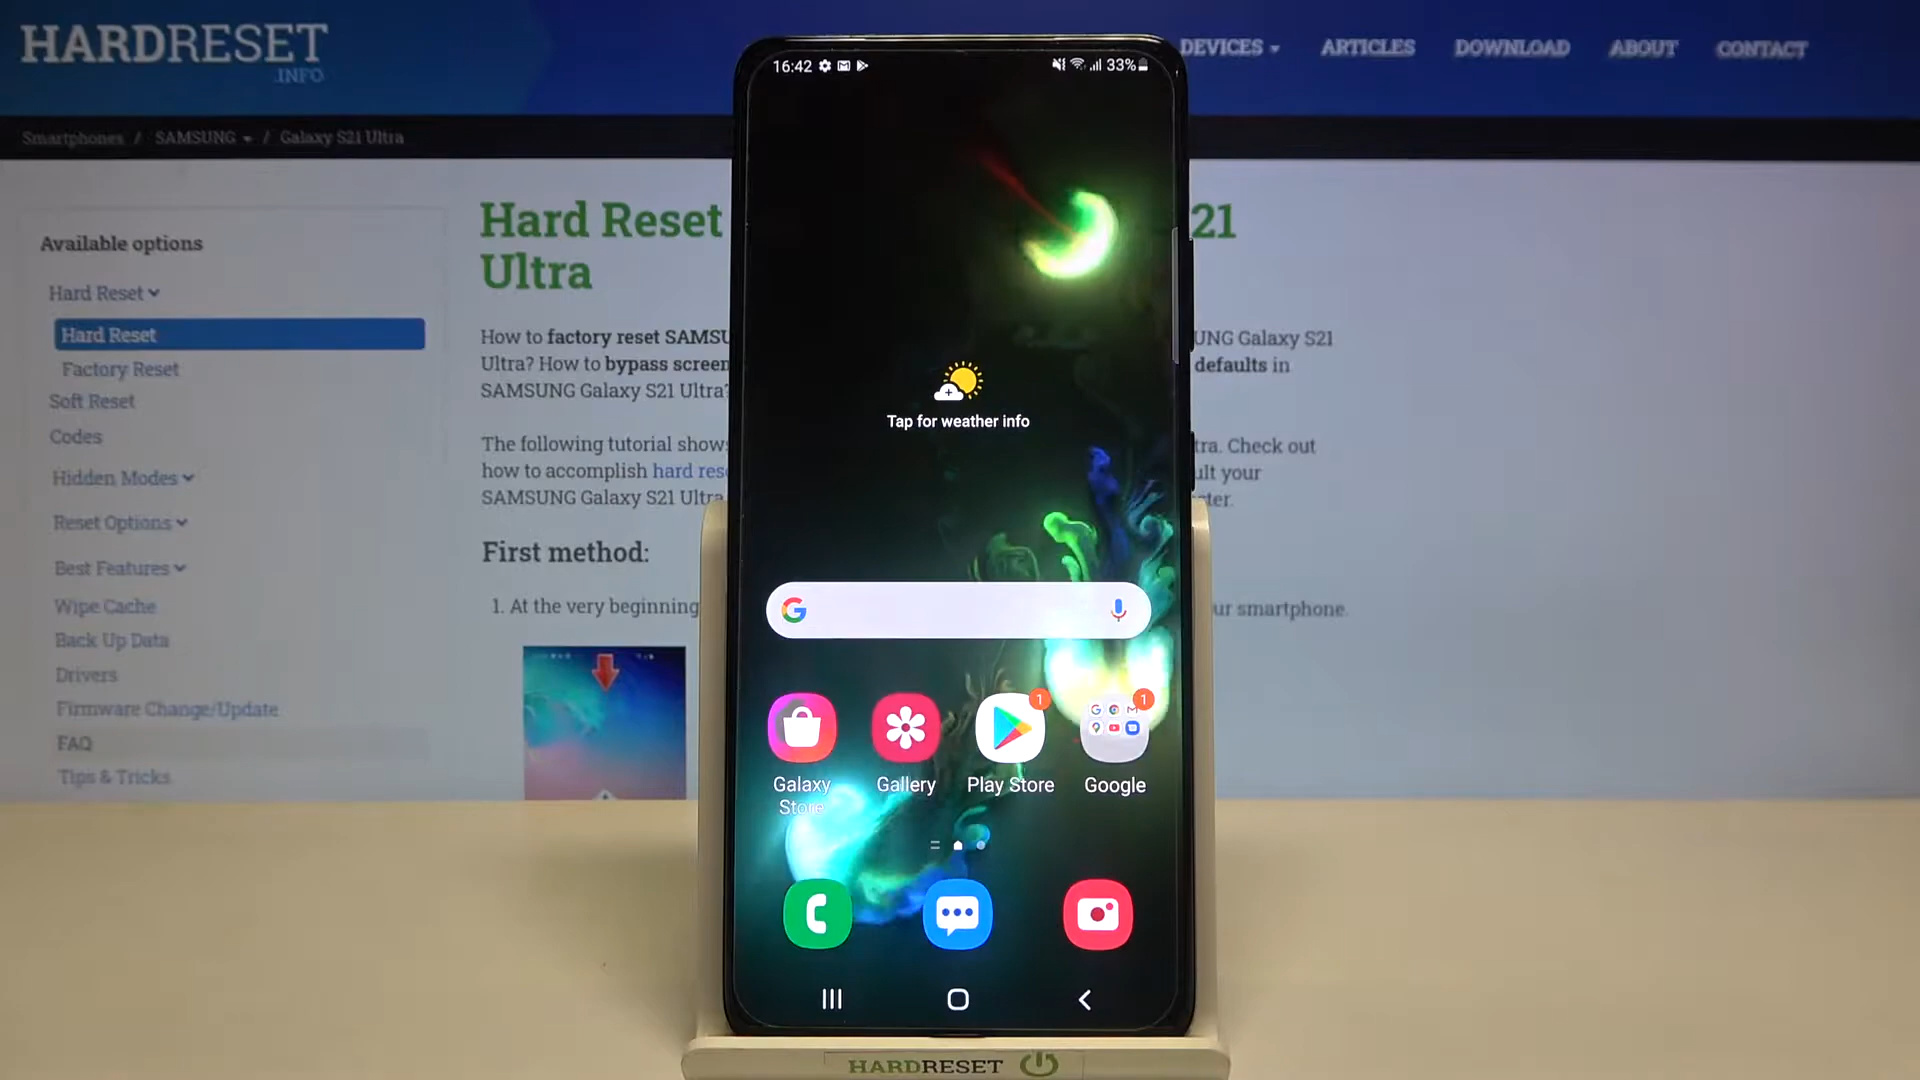 HARDRESET
.INFO
DEVICES
ARTICLES
DOWNLOAD
ABOUT
CONTACT
Smartphones / SAMSUNG / Galaxy S21 Ultra
Available options
Hard Reset
Hard Reset
Factory Reset
Soft Reset
Codes
Hidden Modes
Reset Options
Best Features
Wipe Cache
Back Up Data
Drivers
Firmware Change/Update
FAQ
Tips & Tricks
Hard Reset 21
Ultra
How to factory reset SAMSU UNG Galaxy S21
Ultra? How to bypass screen defaults in
SAMSUNG Galaxy S21 Ultra?
The following tutorial shows tra. Check out
how to accomplish hard res ult your
SAMSUNG Galaxy S21 Ultra ter.
First method:
1. At the very beginning ur smartphone.
16:42
33%
Tap for weather info
G
1
1
Galaxy
Store
Gallery
Play Store
Google
HARDRESET